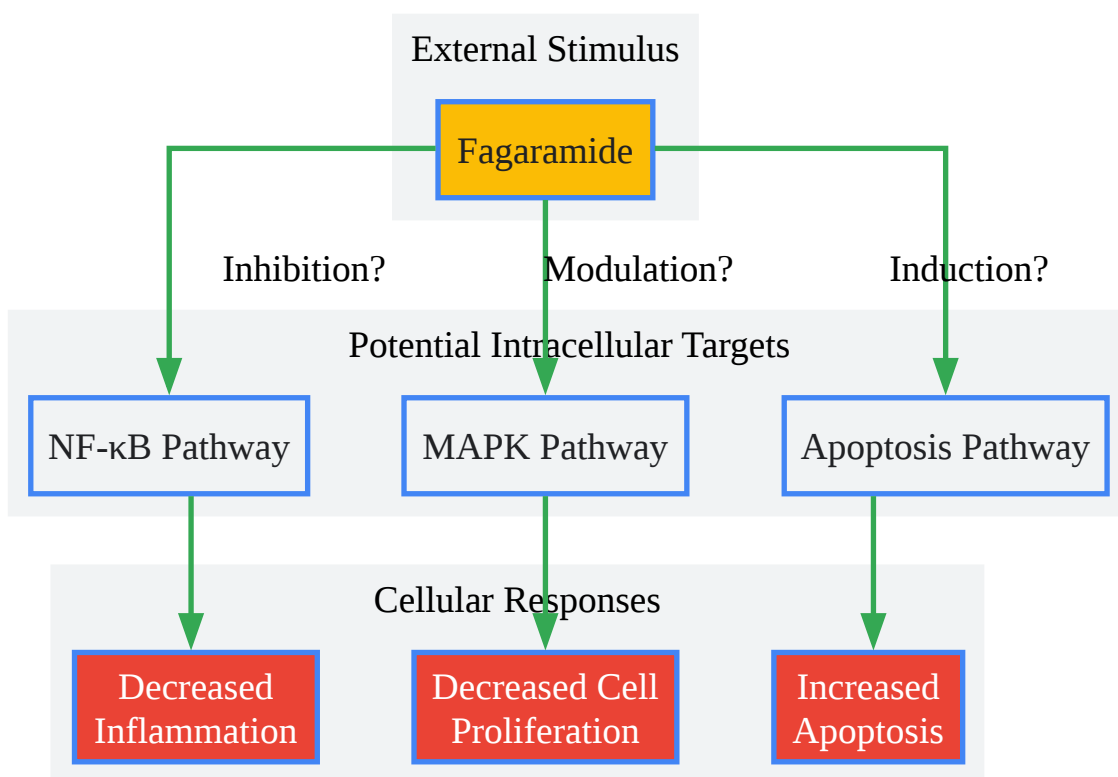 External Stimulus
Fagaramide
Inhibition?
Modulation?
Induction?
Potential Intracellular Targets
NF-κB Pathway
MAPK Pathway
Apoptosis Pathway
Cellular Responses
Decreased
Inflammation
Decreased Cell
Proliferation
Increased
Apoptosis